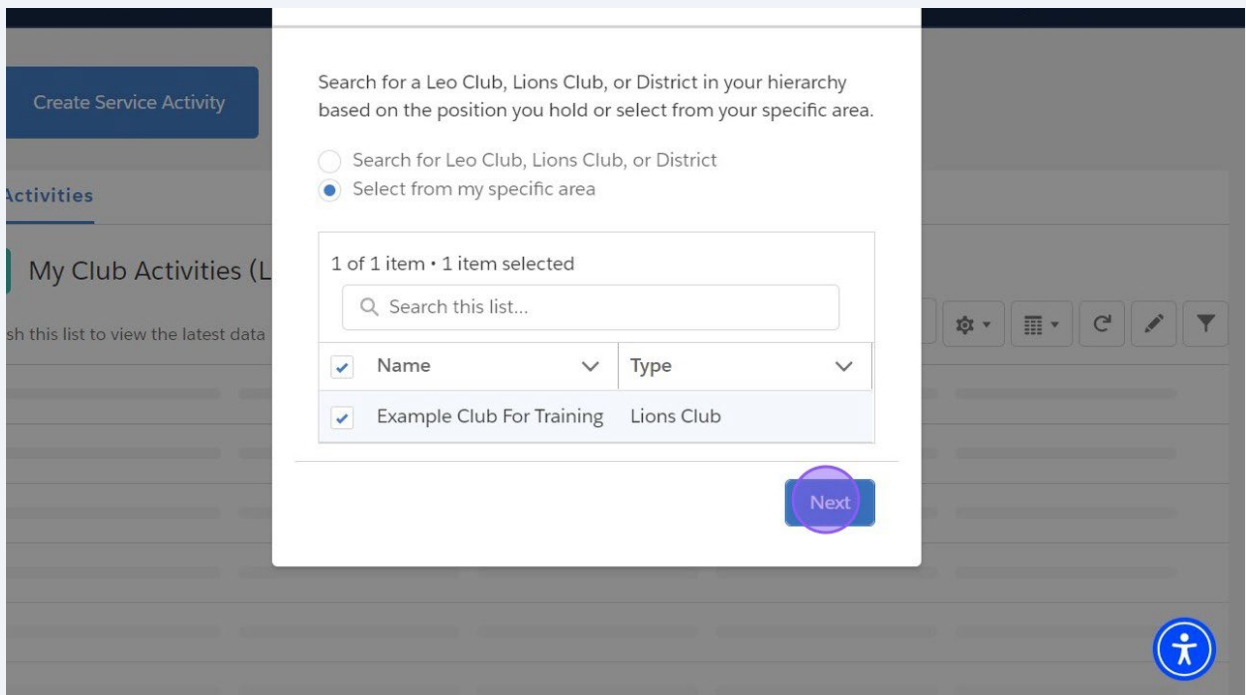 Search for a Leo Club, Lions Club, or District in your hierarchy
based on the position you hold or select from your specific area.
Create Service Activity
Search for Leo Club, Lions Club, or District
Select from my specific area
Activities
1 of 1 item • 1 item selected
My Club Activities (L
Search this list...
sh this list to view the latest data
Name Type
Example Club For Training Lions Club
Next